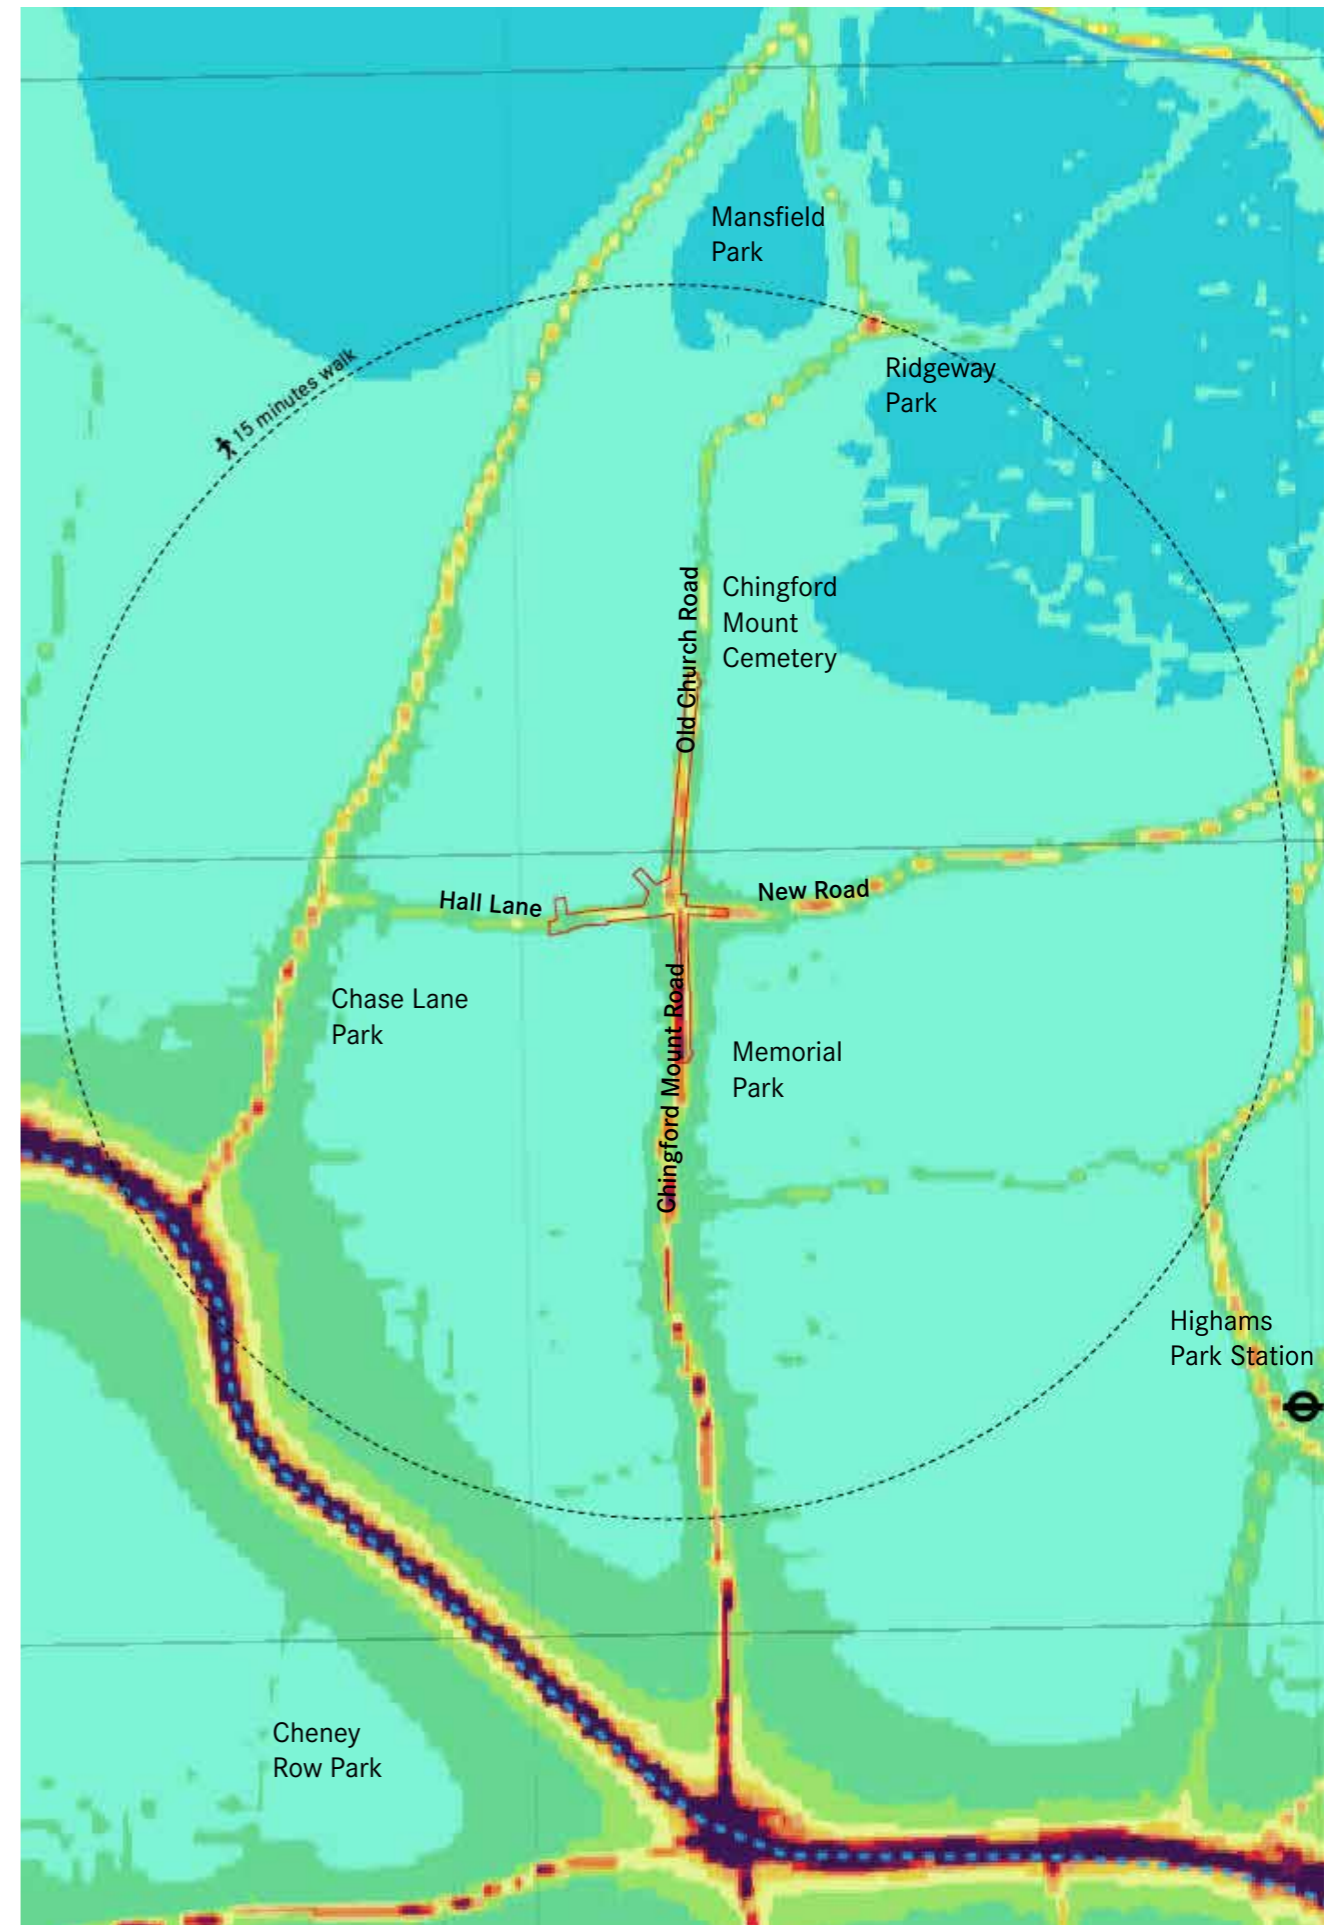 Mansfield
Park
15 minutes walk
Ridgeway
Park
Old Church Road
Chingford
Mount
Cemetery
Hall Lane
New Road
Chase Lane
Park
Chingford Mount Road
Memorial
Park
Highams
Park Station
Cheney
Row Park